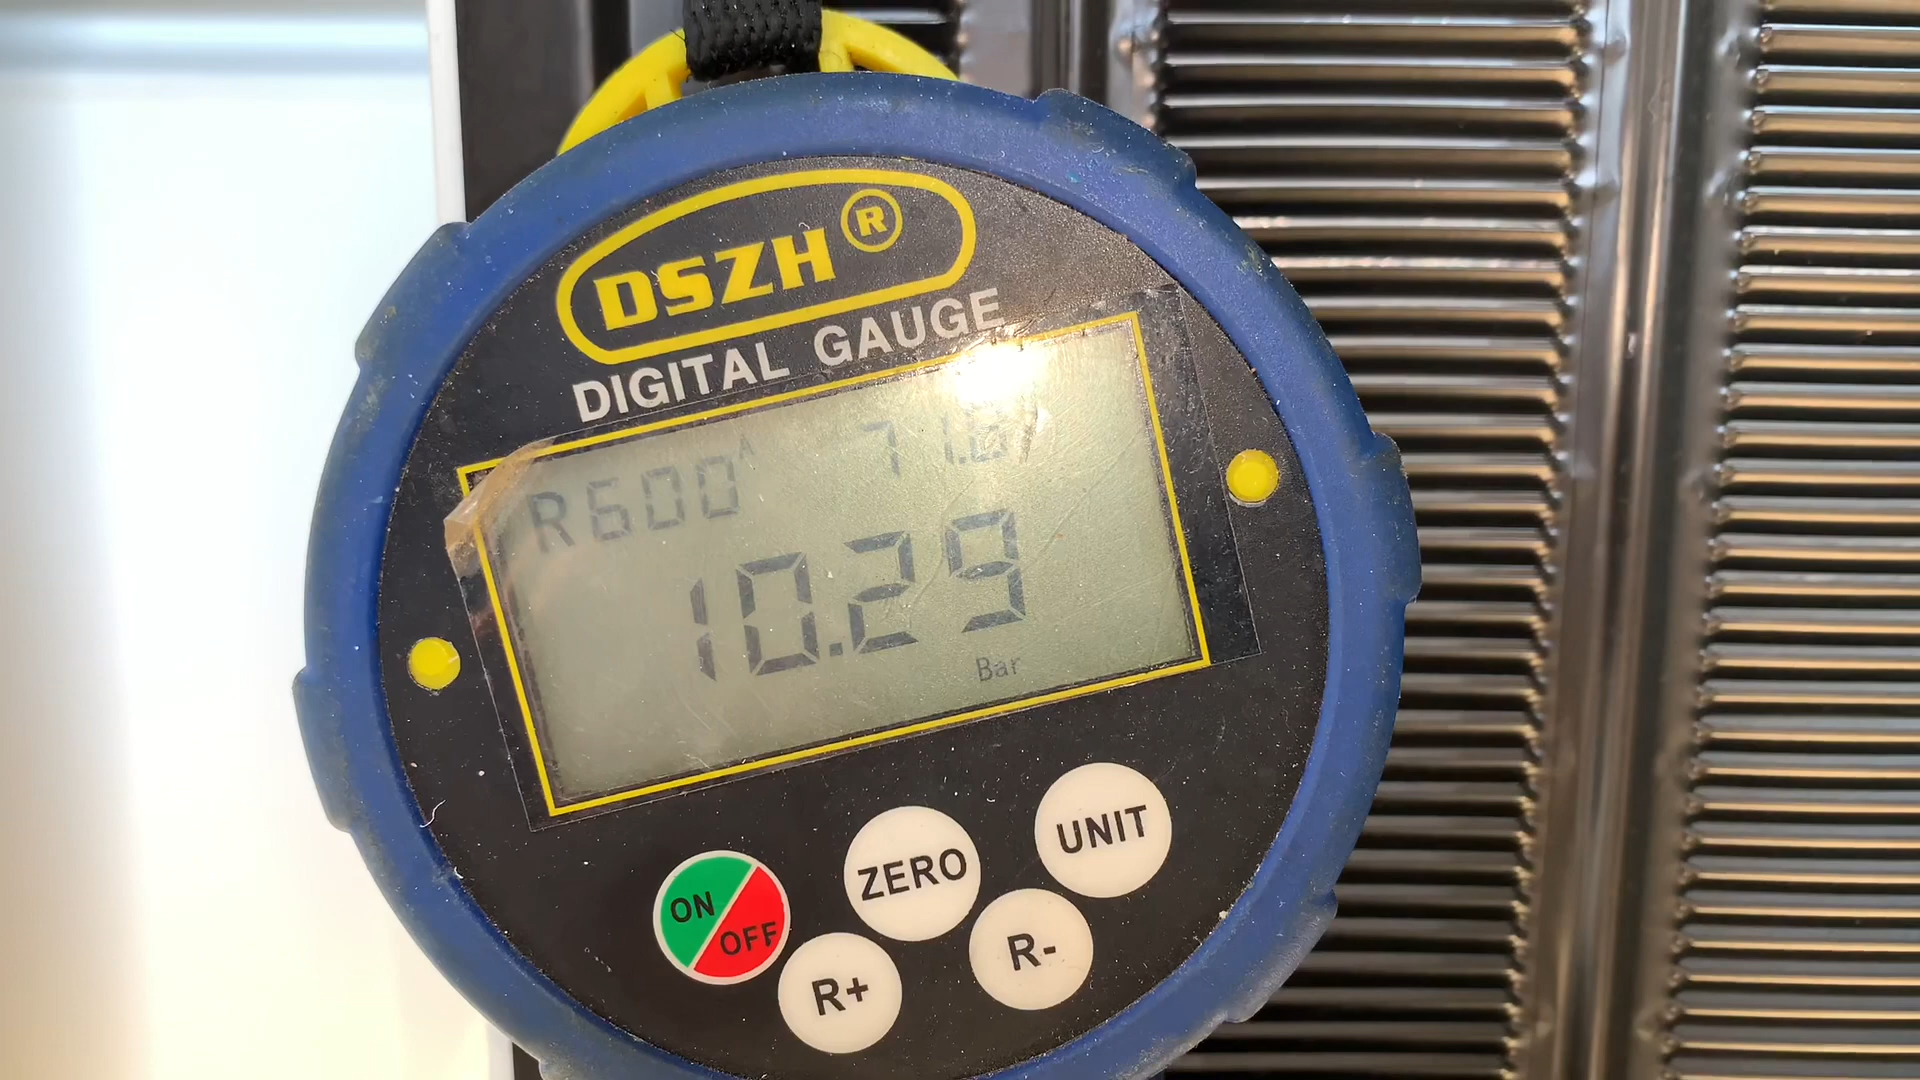 DSZH ®
DIGITAL GAUGE
R600A
10.29
Bar
ON
OFF
ZERO
UNIT
R+
R-